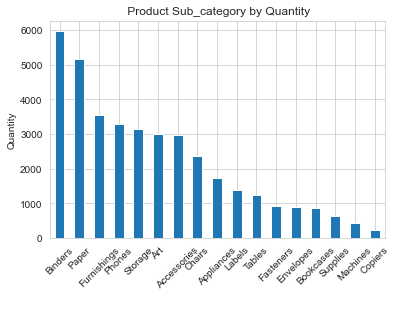 Product Sub_category by Quantity
6000
5000
4000
3000
2000
1000
0
Quantity
Binders
Paper
Furnishings
Phones
Storage
Art
Accessories
Chairs
Appliances
Labels
Tables
Fasteners
Envelopes
Bookcases
Supplies
Machines
Copiers